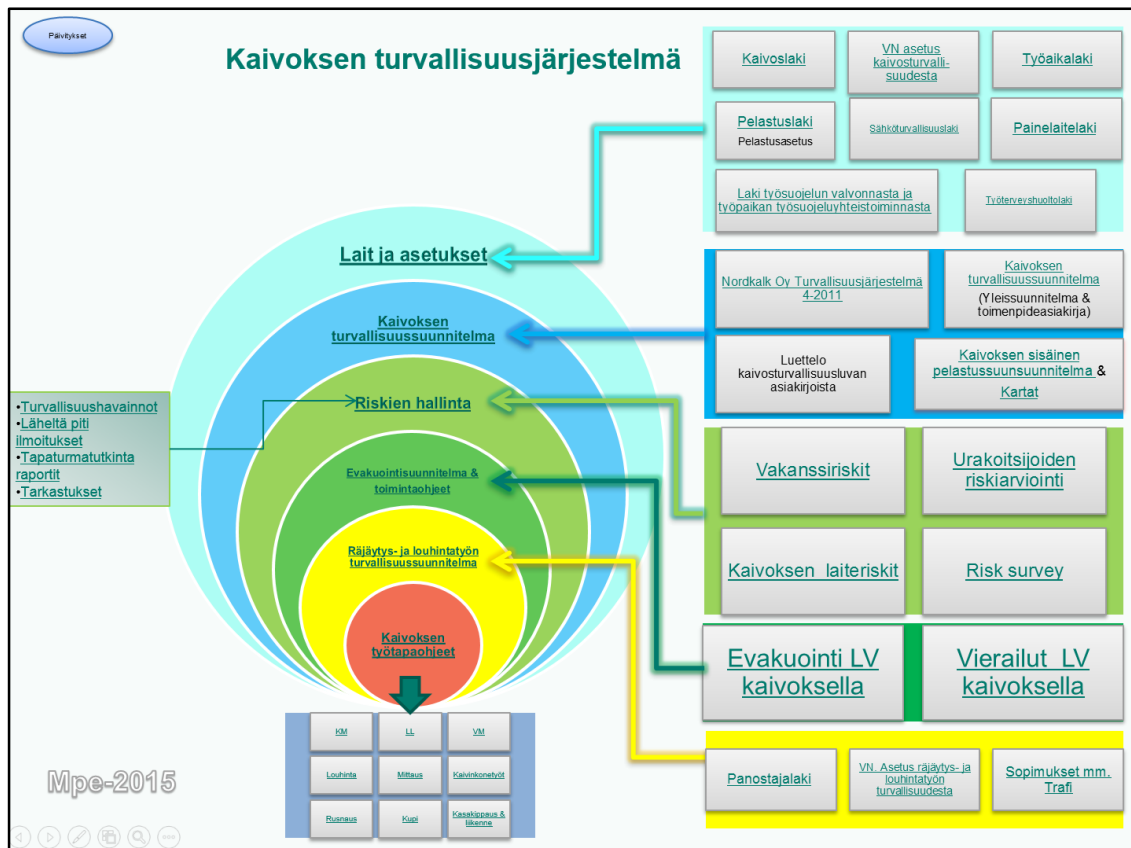 Päivitykset
Kaivoksen turvallisuusjärjestelmä
Kaivoslaki
VN asetus
kaivosturvalli-
suudesta
Työaikalaki
Pelastuslaki
Pelastusasetus
Sähköturvallisuuslaki
Painelaitelaki
Laki työsuojelun valvonnasta ja
työpaikan työsuojeluyhteistoiminnasta
Työterveyshuoltolaki
Lait ja asetukset
Nordkalk Oy Turvallisuusjärjestelmä
4-2011
Kaivoksen
turvallisuussuunnitelma
(Yleissuunnitelma &
toimenpideasiakirja)
Kaivoksen
turvallisuussuunnitelma
Luettelo
kaivosturvallisuusluvan
asiakirjoista
Kaivoksen sisäinen
pelastussuunsuunnitelma &
Kartat
•Turvallisuushavainnot
•Läheltä piti
ilmoitukset
•Tapaturmatutkinta
raportit
•Tarkastukset
Riskien hallinta
Vakanssiriskit
Urakoitsijoiden
riskiarviointi
Evakuointisuunnitelma &
toimintaohjeet
Kaivoksen laiteriskit
Risk survey
Räjäytys- ja louhintatyön
turvallisuussuunnitelma
Kaivoksen
työtapaohjeet
Evakuointi LV
kaivoksella
Vierailut LV
kaivoksella
KM
LL
VM
Louhinta
Mittaus
Kaivinkonetyöt
Rusnaus
Kupi
Kasakippaus &
liikenne
Panostajalaki
VN. Asetus räjäytys- ja
louhintatyön
turvallisuudesta
Sopimukset mm.
Trafi
Mpe-2015